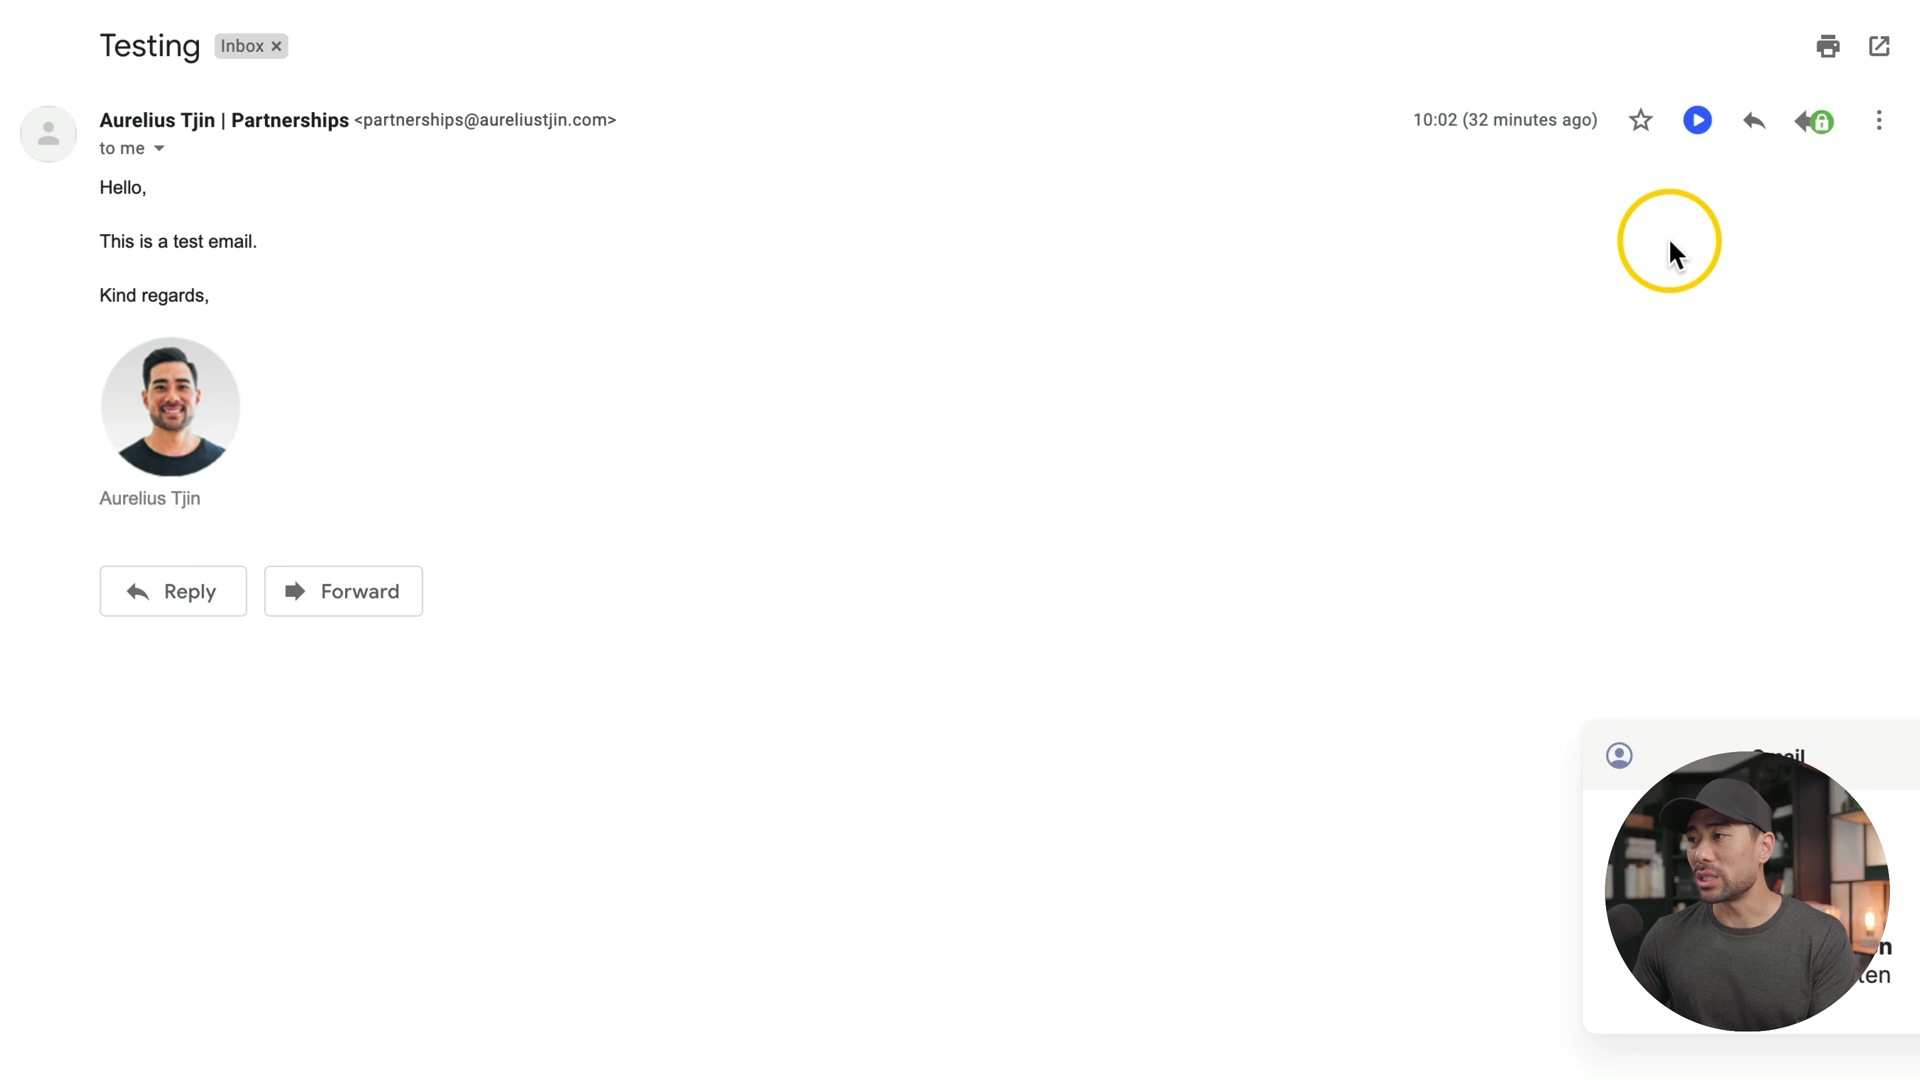 Testing Inbox ×
Aurelius Tjin | Partnerships <partnerships@aureliustjin.com> 10:02 (32 minutes ago)
to me
Hello,
This is a test email.
Kind regards,
Aurelius Tjin
Reply Forward